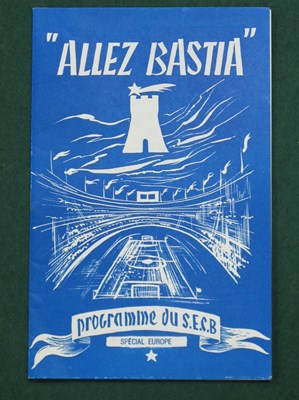 "ALLEZ BASTIA"
programme du S.E.C.B
SPÉCIAL EUROPE